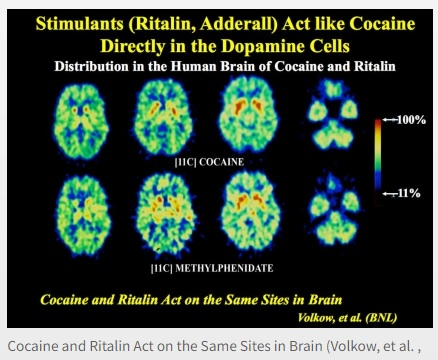 Stimulants (Ritalin, Adderall) Act like Cocaine
Directly in the Dopamine Cells
Distribution in the Human Brain of Cocaine and Ritalin
100%
[11C] COCAINE
11%
[11C] METHYLPHENIDATE
Cocaine and Ritalin Act on the Same Sites in Brain
Volkow, et al. (BNL)
Cocaine and Ritalin Act on the Same Sites in Brain (Volkow, et al. ,